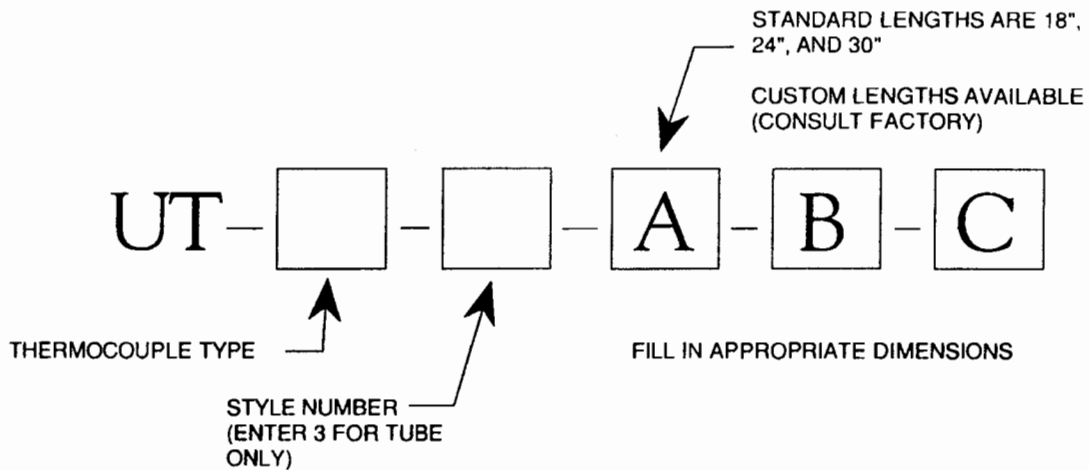 STANDARD LENGTHS ARE 18",
24", AND 30"
CUSTOM LENGTHS AVAILABLE
(CONSULT FACTORY)
UT – – – A – B – C
THERMOCOUPLE TYPE
FILL IN APPROPRIATE DIMENSIONS
STYLE NUMBER
(ENTER 3 FOR TUBE
ONLY)